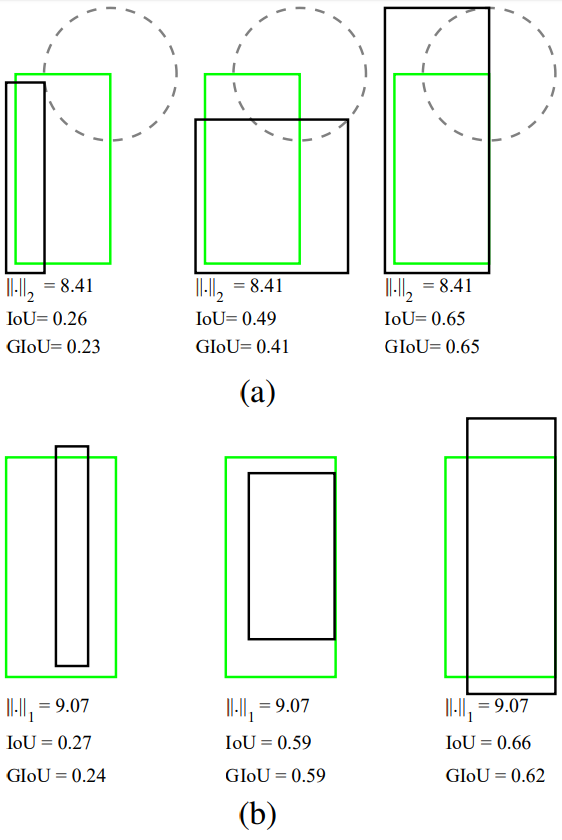 ||.||2 = 8.41
||.||2 = 8.41
||.||2 = 8.41
IoU= 0.26
IoU= 0.49
IoU= 0.65
GIoU= 0.23
GIoU= 0.41
GIoU= 0.65
(a)
||.||1 = 9.07
||.||1 = 9.07
||.||1 = 9.07
IoU = 0.27
IoU = 0.59
IoU = 0.66
GIoU = 0.24
GIoU = 0.59
GIoU = 0.62
(b)